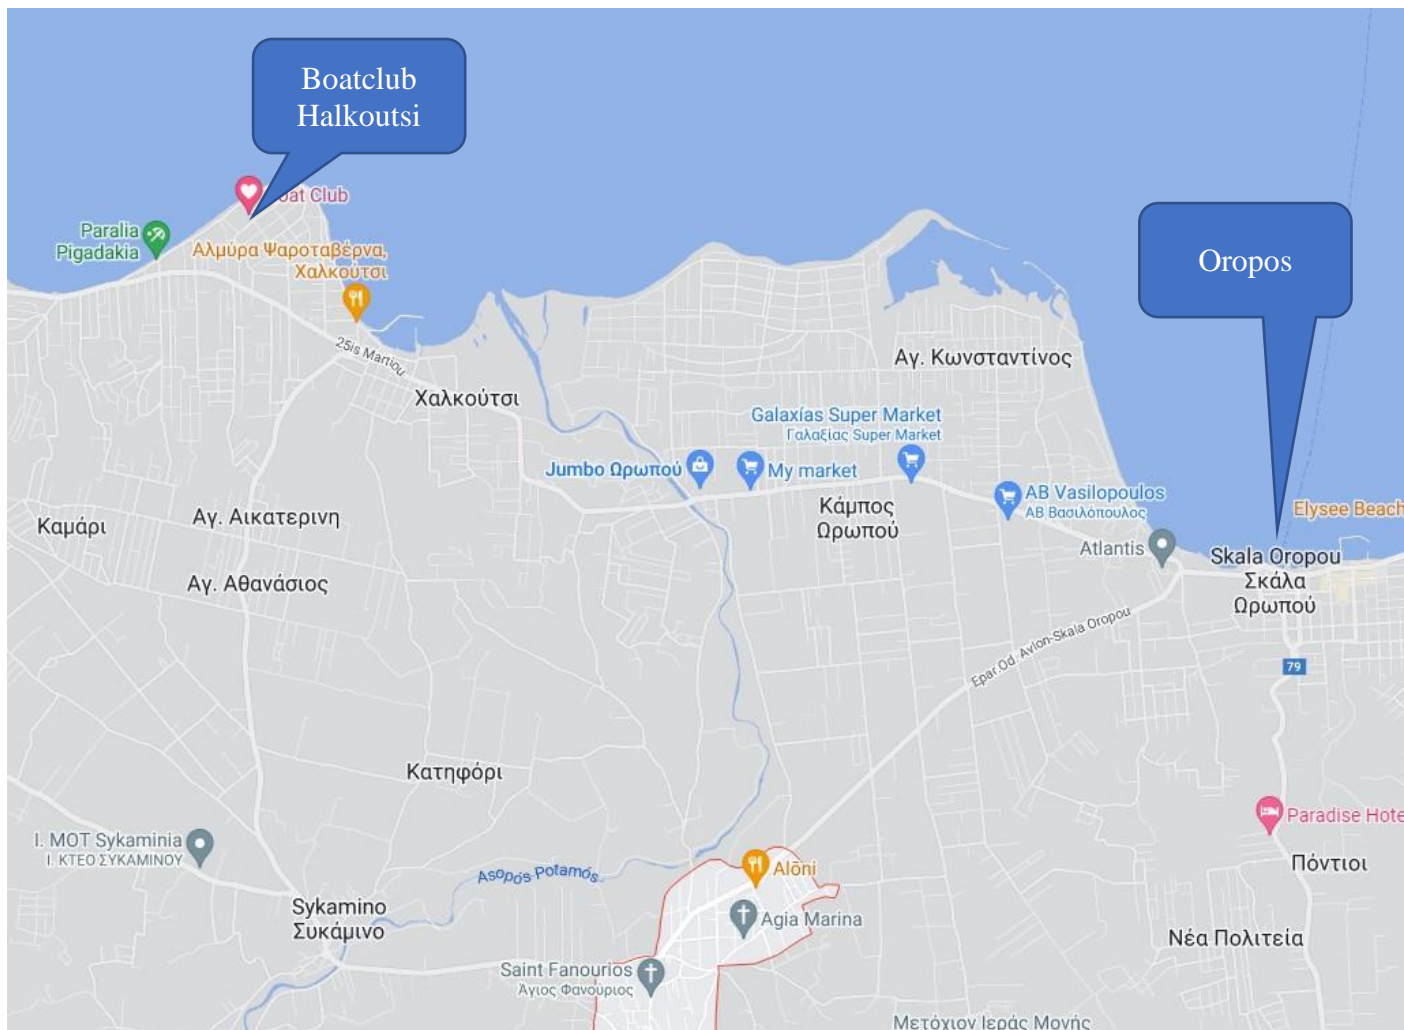 Boatclub
Halkoutsi
Boat Club
Paralia
Pigadakia
Αλμύρα Ψαροταβέρνα,
Χαλκούτσι
Oropos
25is Martiou
Χαλκούτσι
Αγ. Κωνσταντίνος
Galaxías Super Market
Γαλαξίας Super Market
Jumbo Ωρωπού
My market
AB Vasilopoulos
ΑΒ Βασιλόπουλος
Elysee Beach
Καμάρι
Αγ. Αικατερινη
Κάμπος
Ωρωπού
Atlantis
Skala Oropou
Σκάλα
Ωρωπού
Αγ. Αθανάσιος
Epar.Od. Avlon-Skala Oropou
79
Κατηφόρι
I. MOT Sykaminia
Ι. ΚΤΕΟ ΣΥΚΑΜΙΝΟΥ
Paradise Hote
Πόντιοι
Asopós Potamós
Alōni
Sykamino
Συκάμινο
Agia Marina
Νέα Πολιτεία
Saint Fanourios
Άγιος Φανούριος
Μετόχιον Ιεράς Μονής